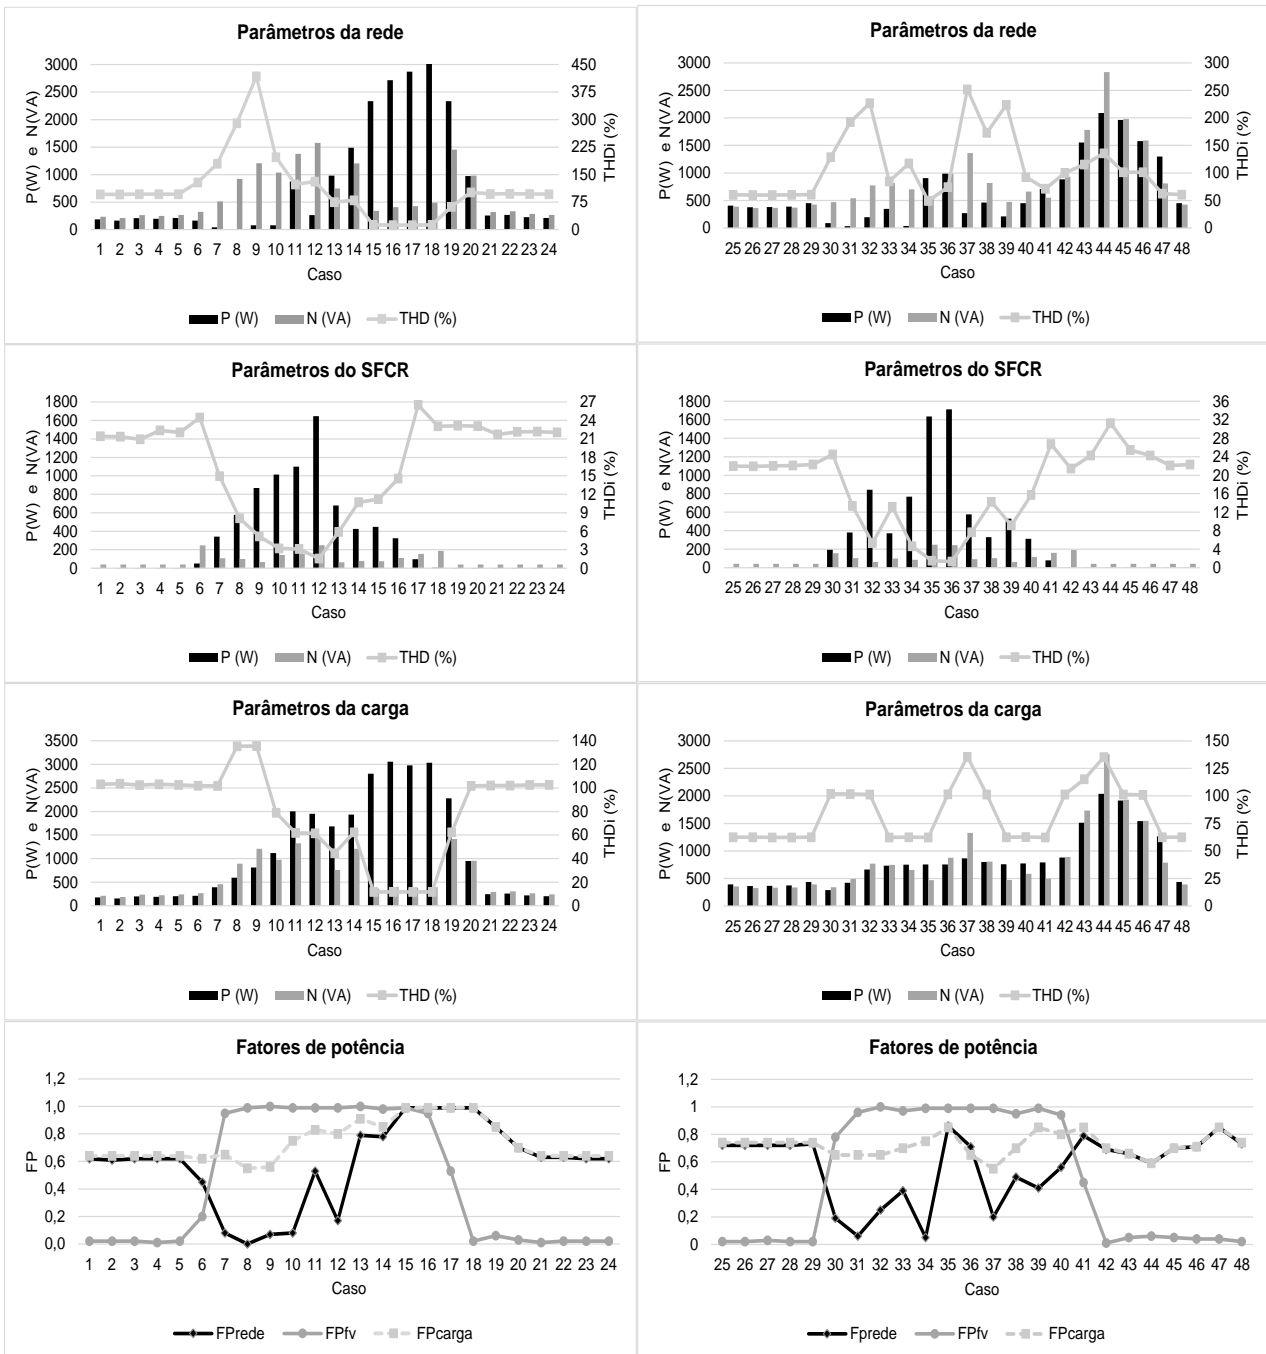 Parâmetros da rede
P(W) e N(VA)
3000
2500
2000
1500
1000
500
0
450
375
300
225
150
75
0
THDi (%)
1 2 3 4 5 6 7 8 9 10 11 12 13 14 15 16 17 18 19 20 21 22 23 24
Caso
P (W) N (VA) THD (%)
Parâmetros da rede
P(W) e N(VA)
3000
2500
2000
1500
1000
500
0
300
250
200
150
100
50
0
THDi (%)
25 26 27 28 29 30 31 32 33 34 35 36 37 38 39 40 41 42 43 44 45 46 47 48
Caso
P (W) N (VA) THD (%)
Parâmetros do SFCR
P(W) e N(VA)
1800
1600
1400
1200
1000
800
600
400
200
0
27
24
21
18
15
12
9
6
3
0
THDi (%)
1 2 3 4 5 6 7 8 9 10 11 12 13 14 15 16 17 18 19 20 21 22 23 24
Caso
P (W) N (VA) THD (%)
Parâmetros do SFCR
P(W) e N(VA)
1800
1600
1400
1200
1000
800
600
400
200
0
36
32
28
24
20
16
12
8
4
0
THDi (%)
25 26 27 28 29 30 31 32 33 34 35 36 37 38 39 40 41 42 43 44 45 46 47 48
Caso
P (W) N (VA) THD (%)
Parâmetros da carga
P(W) e N(VA)
3500
3000
2500
2000
1500
1000
500
0
140
120
100
80
60
40
20
0
THDi (%)
1 2 3 4 5 6 7 8 9 10 11 12 13 14 15 16 17 18 19 20 21 22 23 24
Caso
P (W) N (VA) THD (%)
Parâmetros da carga
P(W) e N(VA)
3000
2500
2000
1500
1000
500
0
150
125
100
75
50
25
0
THDi (%)
25 26 27 28 29 30 31 32 33 34 35 36 37 38 39 40 41 42 43 44 45 46 47 48
Caso
P (W) N (VA) THD (%)
Fatores de potência
FP
1,2
1,0
0,8
0,6
0,4
0,2
0,0
1 2 3 4 5 6 7 8 9 10 11 12 13 14 15 16 17 18 19 20 21 22 23 24
Caso
FPrede FPfv FPcarga
Fatores de potência
1,2
1
0,8
0,6
0,4
0,2
0
25 26 27 28 29 30 31 32 33 34 35 36 37 38 39 40 41 42 43 44 45 46 47 48
Caso
Fprede FPfv FPcarga